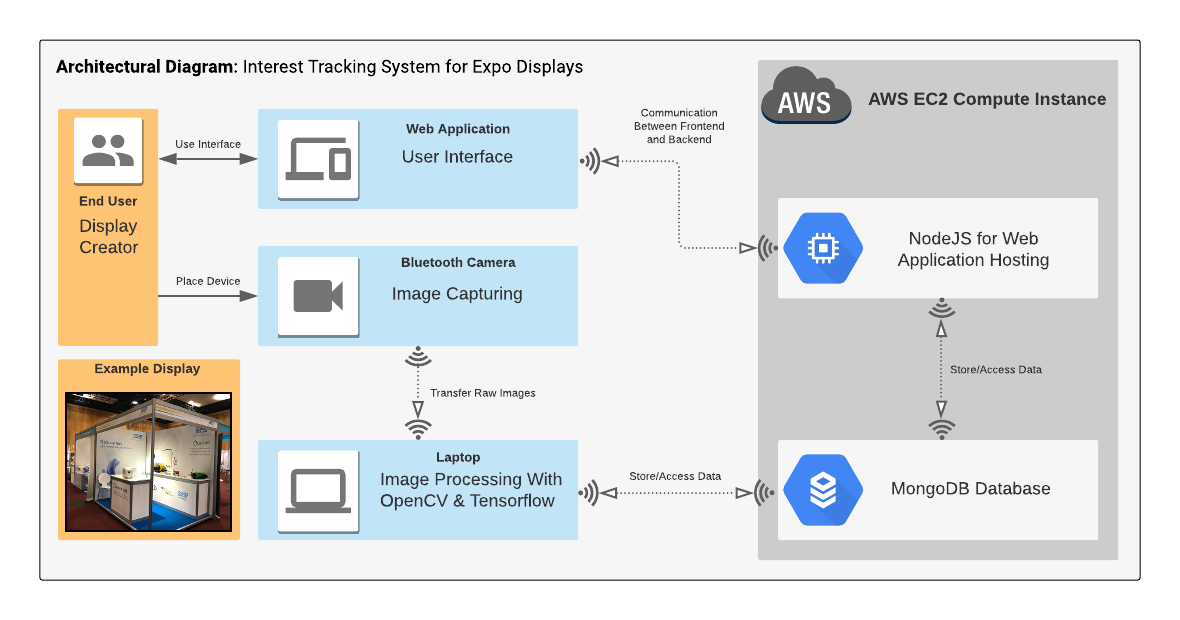 Architectural Diagram: Interest Tracking System for Expo Displays
AWS
AWS EC2 Compute Instance
End User
Display
Creator
Use Interface
Web Application
User Interface
Communication
Between Frontend
and Backend
NodeJS for Web
Application Hosting
Place Device
Bluetooth Camera
Image Capturing
Transfer Raw Images
Store/Access Data
Example Display
Laptop
Image Processing With
OpenCV & Tensorflow
Store/Access Data
MongoDB Database